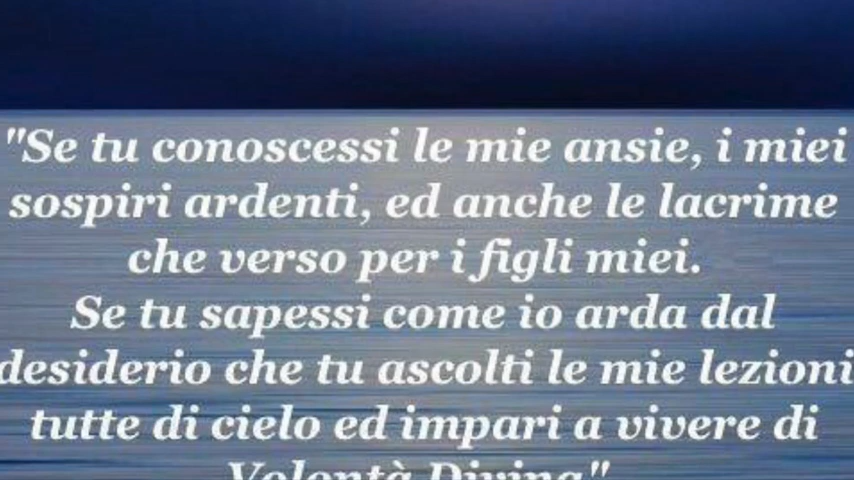 "Se tu conoscessi le mie ansie, i miei
sospiri ardenti, ed anche le lacrime
che verso per i figli miei.
Se tu sapessi come io arda dal
desiderio che tu ascolti le mie lezioni
tutte di cielo ed impari a vivere di
Volontà Divina"